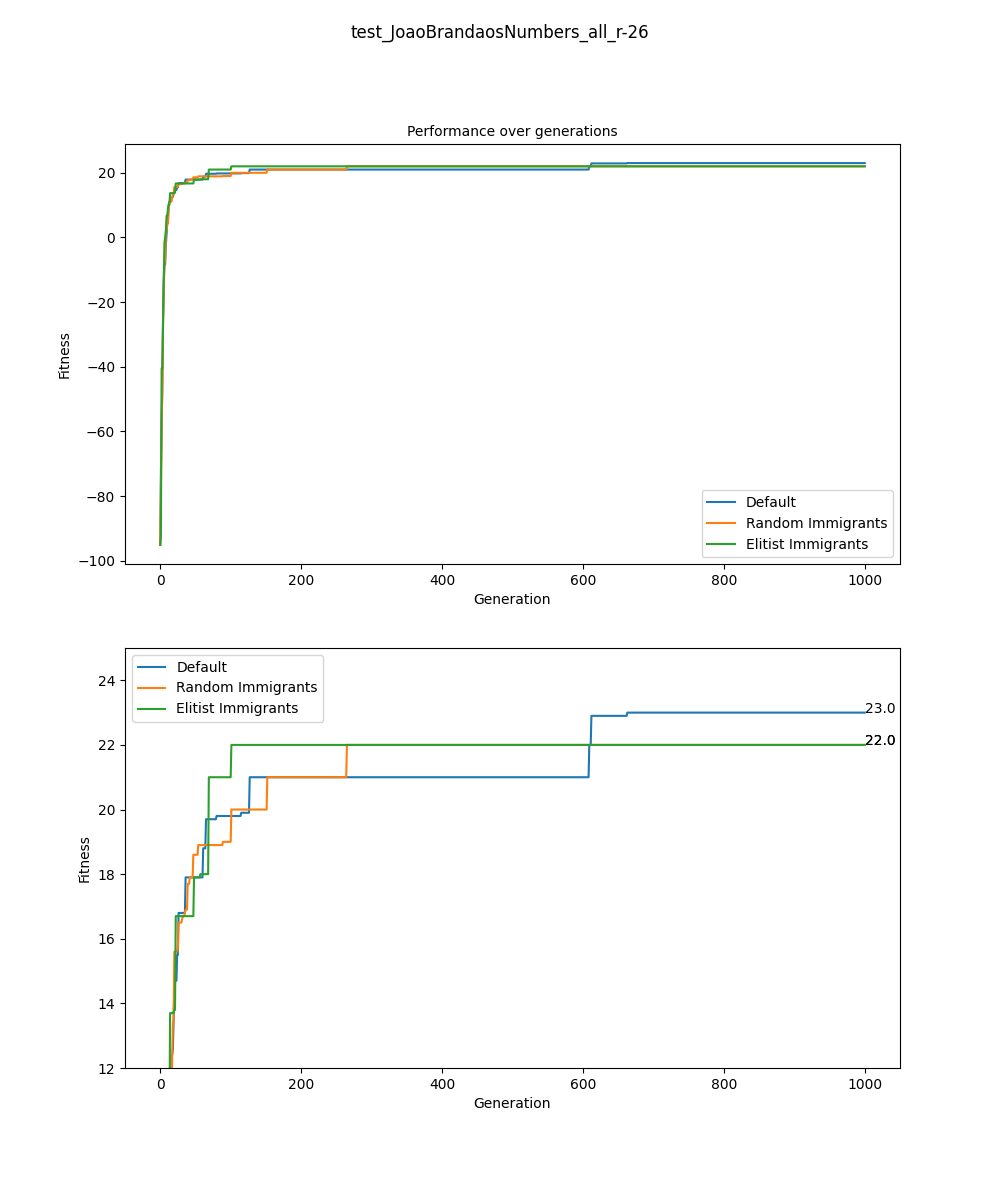 test_JoaoBrandaosNumbers_all_r-26
Performance over generations
20
0
−20
−40
−60
−80
−100
Fitness
Default
Random Immigrants
Elitist Immigrants
0 200 400 600 800 1000
Generation
Default
Random Immigrants
Elitist Immigrants
24
22
20
18
16
14
12
Fitness
23.0
22.0
0 200 400 600 800 1000
Generation